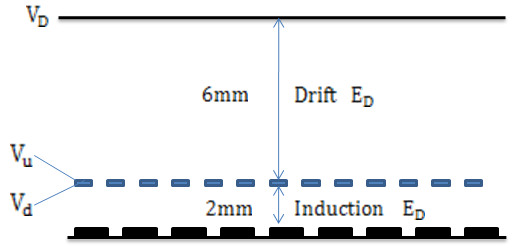 V_D
6mm Drift E_D
V_u
V_d
2mm Induction E_D